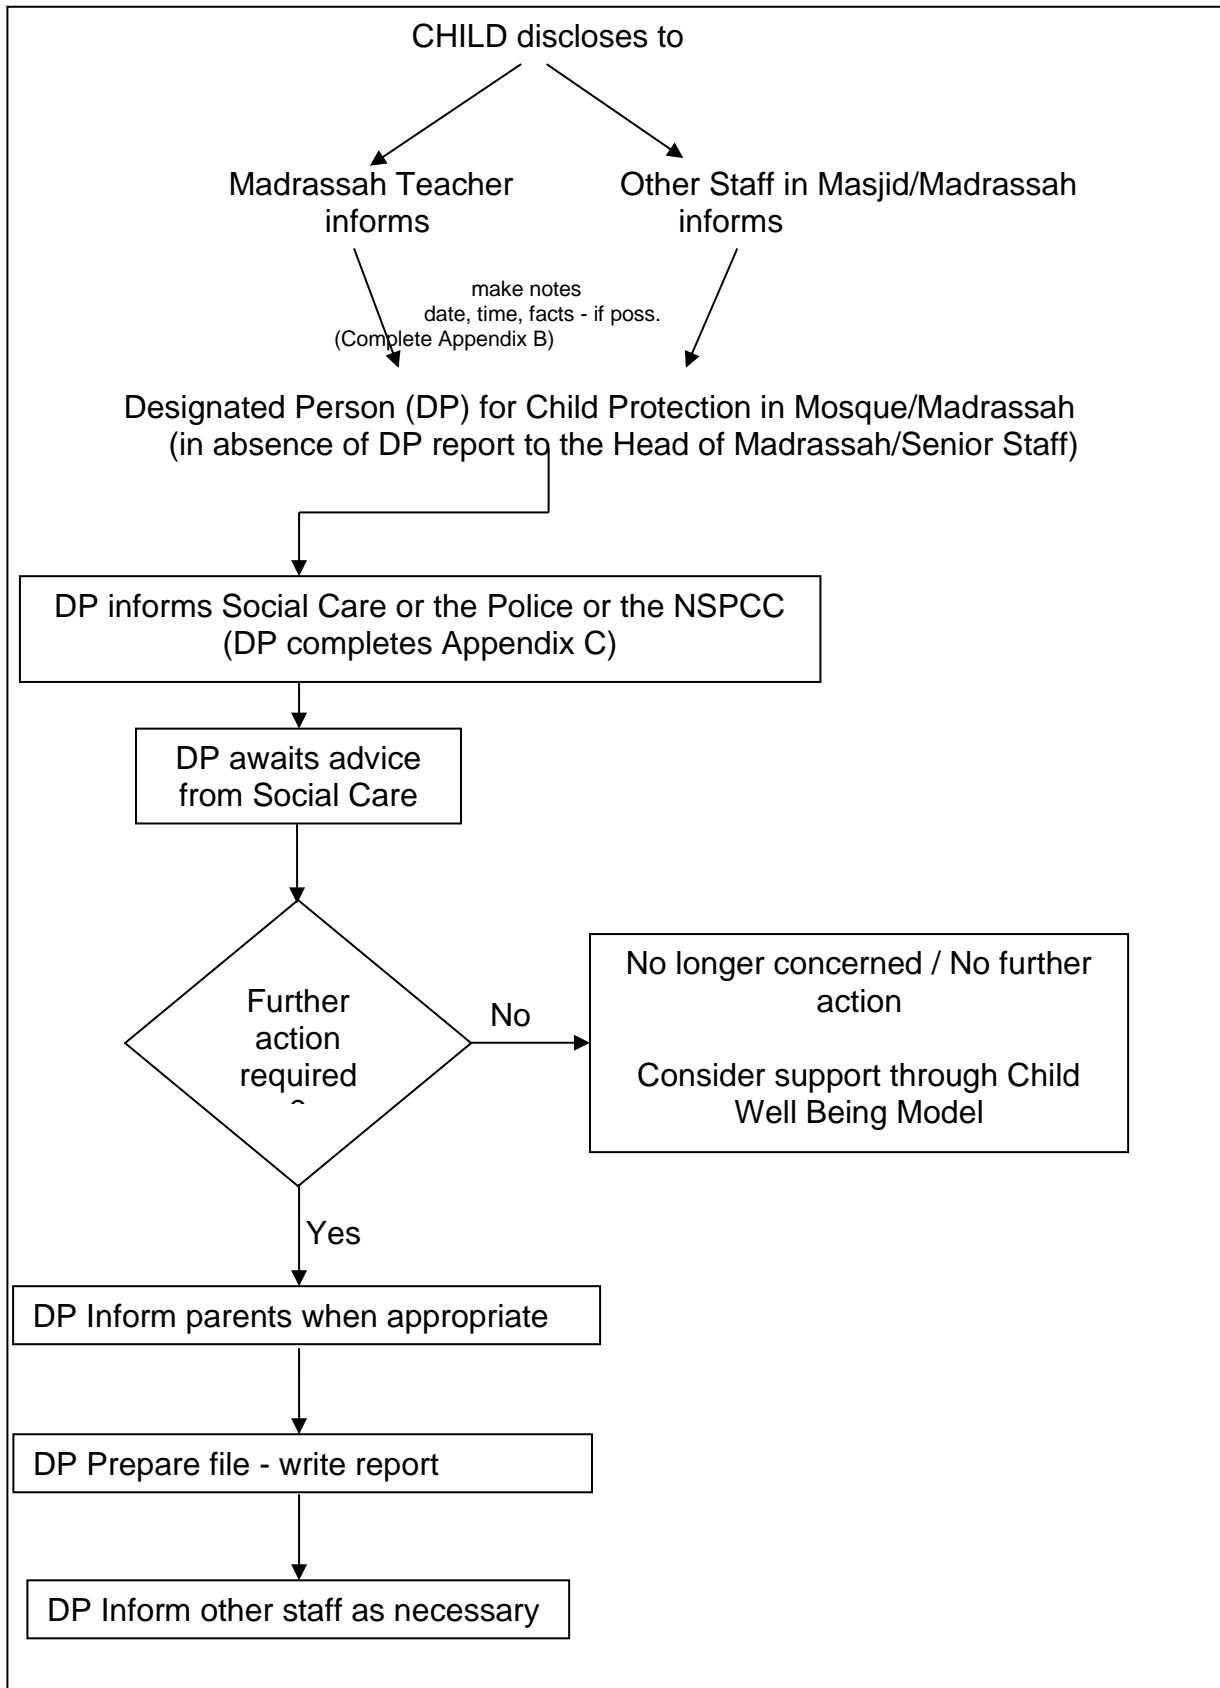 CHILD discloses to
Madrassah Teacher
informs
Other Staff in Masjid/Madrassah
informs
make notes
date, time, facts - if poss.
(Complete Appendix B)
Designated Person (DP) for Child Protection in Mosque/Madrassah
(in absence of DP report to the Head of Madrassah/Senior Staff)
DP informs Social Care or the Police or the NSPCC
(DP completes Appendix C)
DP awaits advice
from Social Care
Further
action
required
No
No longer concerned / No further
action
Consider support through Child
Well Being Model
Yes
DP Inform parents when appropriate
DP Prepare file - write report
DP Inform other staff as necessary